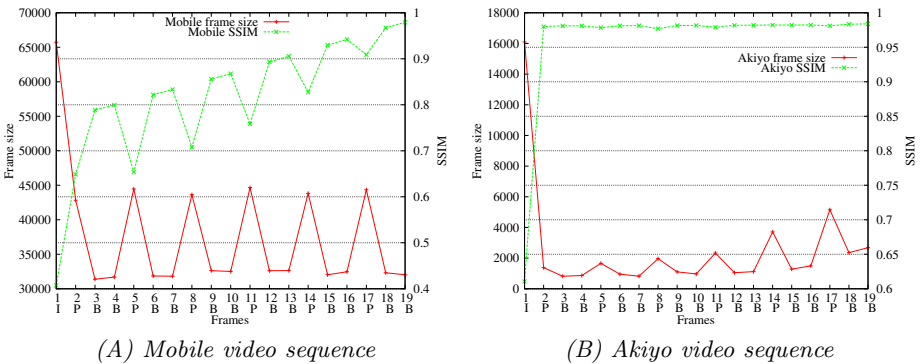 Mobile frame size
Mobile SSIM
70000
65000
60000
55000
50000
45000
40000
35000
30000
Frame size
1
0.9
0.8
0.7
0.6
0.5
0.4
SSIM
1 2 3 4 5 6 7 8 9 10 11 12 13 14 15 16 17 18 19
I P B B P B B P B B P B B P B B P B B
Frames
(A) Mobile video sequence
Akiyo frame size
Akiyo SSIM
18000
16000
14000
12000
10000
8000
6000
4000
2000
0
Frame size
1
0.95
0.9
0.85
0.8
0.75
0.7
0.65
0.6
SSIM
1 2 3 4 5 6 7 8 9 10 11 12 13 14 15 16 17 18 19
I P B B P B B P B B P B B P B B P B B
Frames
(B) Akiyo video sequence